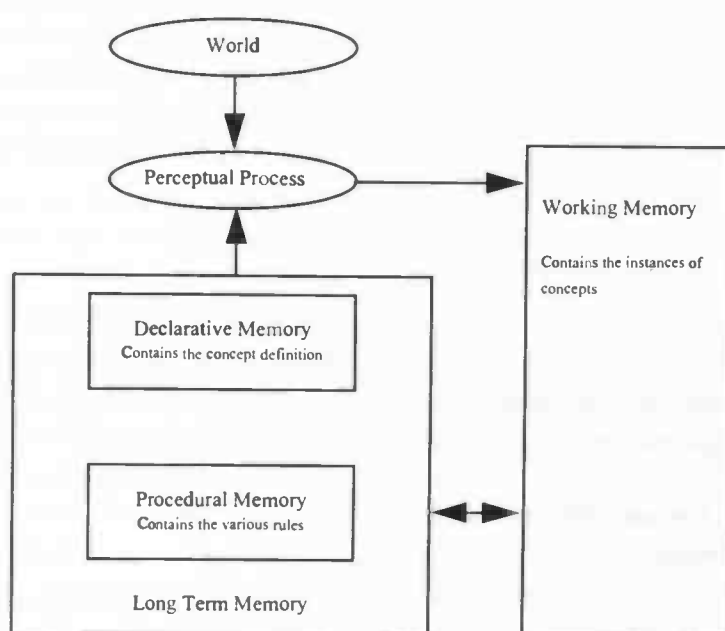 World
Perceptual Process
Working Memory
Contains the instances of
concepts
Declarative Memory
Contains the concept definition
Procedural Memory
Contains the various rules
Long Term Memory